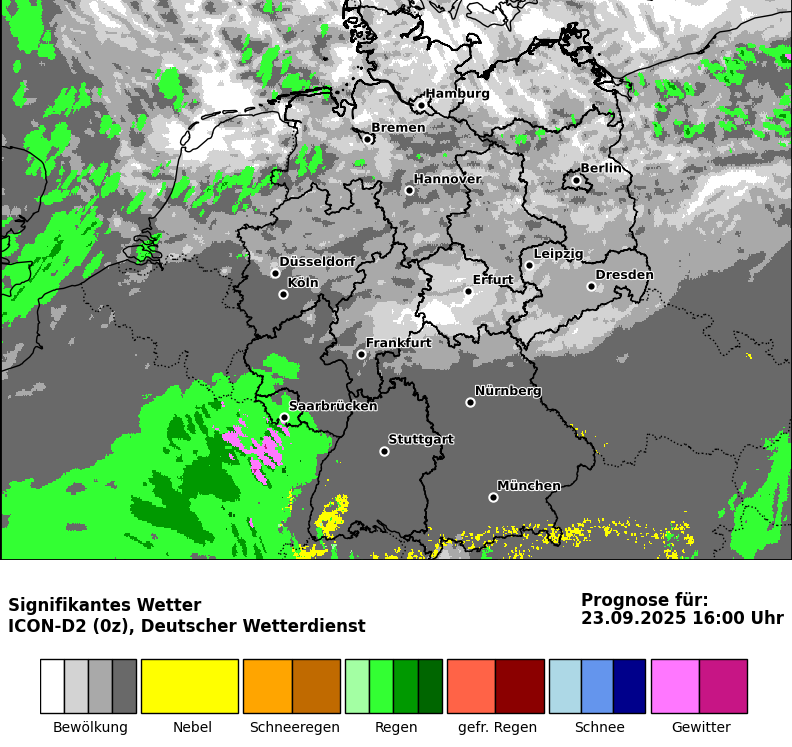 Hamburg
Bremen
Berlin
Hannover
Leipzig
Düsseldorf
Dresden
Köln
Erfurt
Frankfurt
Nürnberg
Saarbrücken
Stuttgart
München
Signifikantes Wetter
ICON-D2 (0z), Deutscher Wetterdienst
Prognose für:
23.09.2025 16:00 Uhr
Bewölkung Nebel Schneeregen Regen gefr. Regen Schnee Gewitter